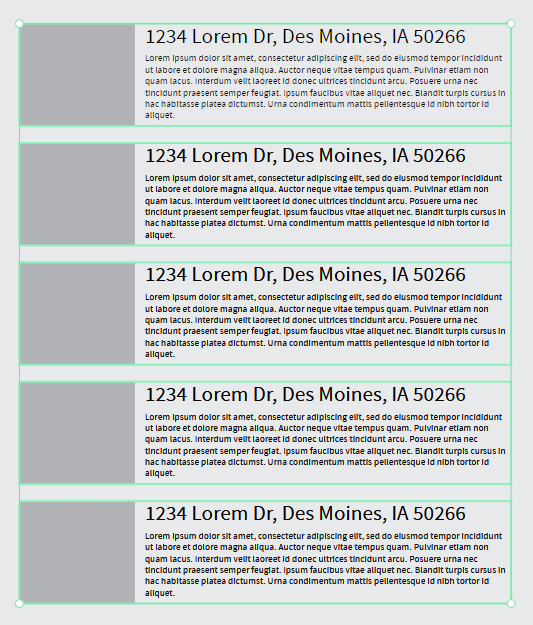 1234 Lorem Dr, Des Moines, IA 50266
Lorem ipsum dolor sit amet, consectetur adipiscing elit, sed do eiusmod tempor incididunt
ut labore et dolore magna aliqua. Auctor neque vitae tempus quam. Pulvinar etiam non
quam lacus. Interdum velit laoreet id donec ultrices tincidunt arcu. Posuere urna nec
tincidunt praesent semper feugiat. Ipsum faucibus vitae aliquet nec. Blandit turpis cursus in
hac habitasse platea dictumst. Urna condimentum mattis pellentesque id nibh tortor id
aliquet.
1234 Lorem Dr, Des Moines, IA 50266
Lorem ipsum dolor sit amet, consectetur adipiscing elit, sed do eiusmod tempor incididunt
ut labore et dolore magna aliqua. Auctor neque vitae tempus quam. Pulvinar etiam non
quam lacus. Interdum velit laoreet id donec ultrices tincidunt arcu. Posuere urna nec
tincidunt praesent semper feugiat. Ipsum faucibus vitae aliquet nec. Blandit turpis cursus in
hac habitasse platea dictumst. Urna condimentum mattis pellentesque id nibh tortor id
aliquet.
1234 Lorem Dr, Des Moines, IA 50266
Lorem ipsum dolor sit amet, consectetur adipiscing elit, sed do eiusmod tempor incididunt
ut labore et dolore magna aliqua. Auctor neque vitae tempus quam. Pulvinar etiam non
quam lacus. Interdum velit laoreet id donec ultrices tincidunt arcu. Posuere urna nec
tincidunt praesent semper feugiat. Ipsum faucibus vitae aliquet nec. Blandit turpis cursus in
hac habitasse platea dictumst. Urna condimentum mattis pellentesque id nibh tortor id
aliquet.
1234 Lorem Dr, Des Moines, IA 50266
Lorem ipsum dolor sit amet, consectetur adipiscing elit, sed do eiusmod tempor incididunt
ut labore et dolore magna aliqua. Auctor neque vitae tempus quam. Pulvinar etiam non
quam lacus. Interdum velit laoreet id donec ultrices tincidunt arcu. Posuere urna nec
tincidunt praesent semper feugiat. Ipsum faucibus vitae aliquet nec. Blandit turpis cursus in
hac habitasse platea dictumst. Urna condimentum mattis pellentesque id nibh tortor id
aliquet.
1234 Lorem Dr, Des Moines, IA 50266
Lorem ipsum dolor sit amet, consectetur adipiscing elit, sed do eiusmod tempor incididunt
ut labore et dolore magna aliqua. Auctor neque vitae tempus quam. Pulvinar etiam non
quam lacus. Interdum velit laoreet id donec ultrices tincidunt arcu. Posuere urna nec
tincidunt praesent semper feugiat. Ipsum faucibus vitae aliquet nec. Blandit turpis cursus in
hac habitasse platea dictumst. Urna condimentum mattis pellentesque id nibh tortor id
aliquet.